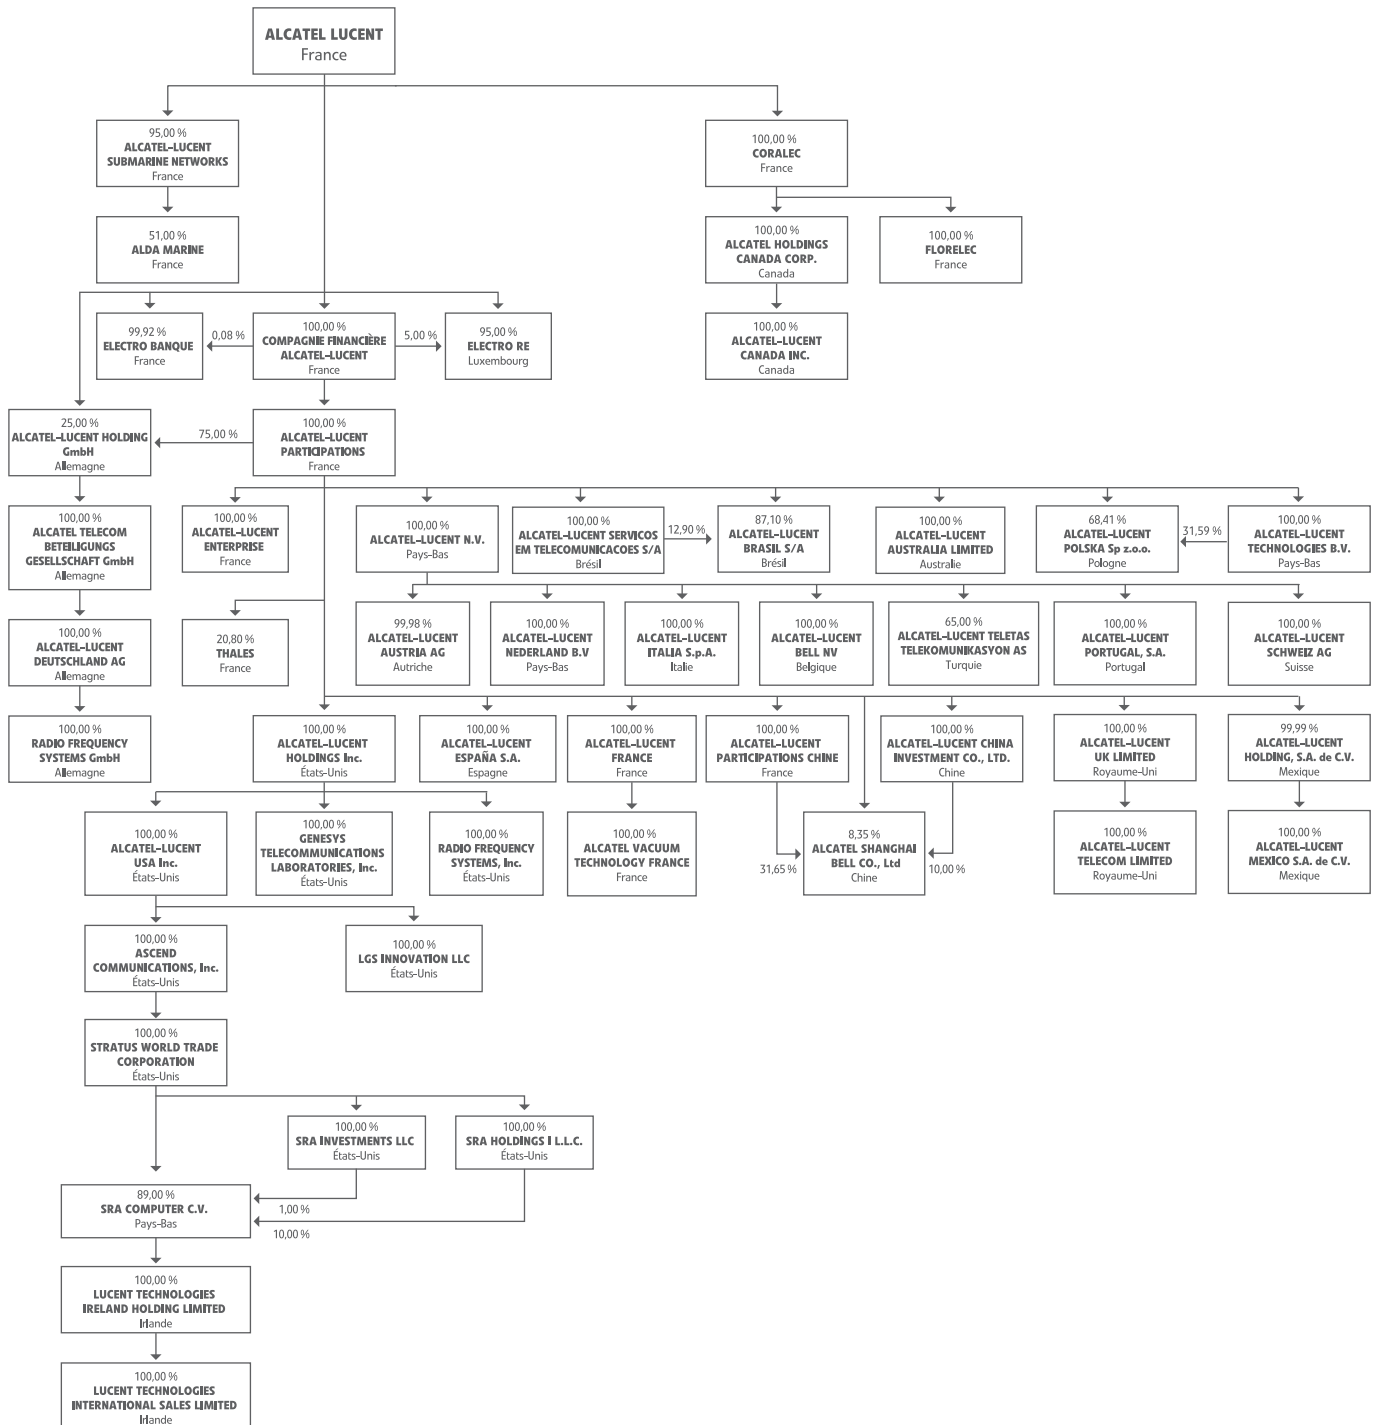 ALCATEL LUCENT
France
95,00 %
ALCATEL–LUCENT
SUBMARINE NETWORKS
France
100,00 %
CORALEC
France
51,00 %
ALDA MARINE
France
100,00 %
ALCATEL HOLDINGS
CANADA CORP.
Canada
100,00 %
FLORELEC
France
99,92 %
ELECTRO BANQUE
France
0,08 %
100,00 %
COMPAGNIE FINANCIÈRE
ALCATEL–LUCENT
France
5,00 %
95,00 %
ELECTRO RE
Luxembourg
100,00 %
ALCATEL–LUCENT
CANADA INC.
Canada
25,00 %
ALCATEL–LUCENT HOLDING
GmbH
Allemagne
75,00 %
100,00 %
ALCATEL–LUCENT
PARTICIPATIONS
France
100,00 %
ALCATEL TELECOM
BETEILIGUNGS
GESELLSCHAFT GmbH
Allemagne
100,00 %
ALCATEL–LUCENT
ENTERPRISE
France
100,00 %
ALCATEL–LUCENT N.V.
Pays-Bas
100,00 %
ALCATEL–LUCENT SERVICOS
EM TELECOMUNICACOES S/A
Brésil
12,90 %
87,10 %
ALCATEL–LUCENT
BRASIL S/A
Brésil
100,00 %
ALCATEL–LUCENT
AUSTRALIA LIMITED
Australie
68,41 %
ALCATEL–LUCENT
POLSKA Sp z.o.o.
Pologne
31,59 %
100,00 %
ALCATEL–LUCENT
TECHNOLOGIES B.V.
Pays-Bas
100,00 %
ALCATEL–LUCENT
DEUTSCHLAND AG
Allemagne
20,80 %
THALES
France
99,98 %
ALCATEL–LUCENT
AUSTRIA AG
Autriche
100,00 %
ALCATEL–LUCENT
NEDERLAND B.V
Pays-Bas
100,00 %
ALCATEL–LUCENT
ITALIA S.p.A.
Italie
100,00 %
ALCATEL–LUCENT
BELL NV
Belgique
65,00 %
ALCATEL–LUCENT TELETAS
TELEKOMUNIKASYON AS
Turquie
100,00 %
ALCATEL–LUCENT
PORTUGAL, S.A.
Portugal
100,00 %
ALCATEL–LUCENT
SCHWEIZ AG
Suisse
100,00 %
RADIO FREQUENCY
SYSTEMS GmbH
Allemagne
100,00 %
ALCATEL–LUCENT
HOLDINGS Inc.
États-Unis
100,00 %
ALCATEL–LUCENT
ESPAÑA S.A.
Espagne
100,00 %
ALCATEL–LUCENT
FRANCE
France
100,00 %
ALCATEL–LUCENT
PARTICIPATIONS CHINE
France
100,00 %
ALCATEL–LUCENT CHINA
INVESTMENT CO., LTD.
Chine
100,00 %
ALCATEL–LUCENT
UK LIMITED
Royaume-Uni
99,99 %
ALCATEL–LUCENT
HOLDING, S.A. de C.V.
Mexique
100,00 %
ALCATEL–LUCENT
USA Inc.
États-Unis
100,00 %
GENESYS
TELECOMMUNICATIONS
LABORATORIES, Inc.
États-Unis
100,00 %
RADIO FREQUENCY
SYSTEMS, Inc.
États-Unis
100,00 %
ALCATEL VACUUM
TECHNOLOGY FRANCE
France
31,65 %
8,35 %
ALCATEL SHANGHAI
BELL CO., Ltd
Chine
10,00 %
100,00 %
ALCATEL–LUCENT
TELECOM LIMITED
Royaume-Uni
100,00 %
ALCATEL–LUCENT
MEXICO S.A. de C.V.
Mexique
100,00 %
ASCEND
COMMUNICATIONS, Inc.
États-Unis
100,00 %
LGS INNOVATION LLC
États-Unis
100,00 %
STRATUS WORLD TRADE
CORPORATION
États-Unis
100,00 %
SRA INVESTMENTS LLC
États-Unis
100,00 %
SRA HOLDINGS I L.L.C.
États-Unis
89,00 %
SRA COMPUTER C.V.
Pays-Bas
1,00 %
10,00 %
100,00 %
LUCENT TECHNOLOGIES
IRELAND HOLDING LIMITED
Irlande
100,00 %
LUCENT TECHNOLOGIES
INTERNATIONAL SALES LIMITED
Irlande